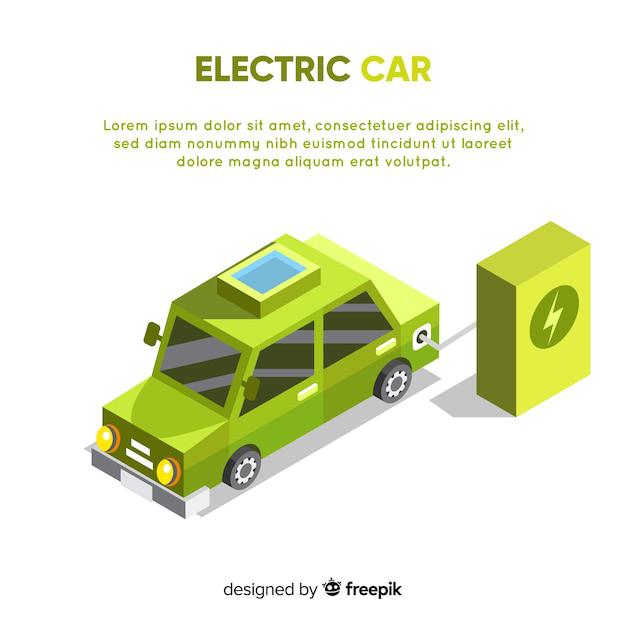 ELECTRIC CAR
Lorem ipsum dolor sit amet, consectetuer adipiscing elit,
sed diam nonummy nibh euismod tincidunt ut laoreet
dolore magna aliquam erat volutpat.
designed by freepik